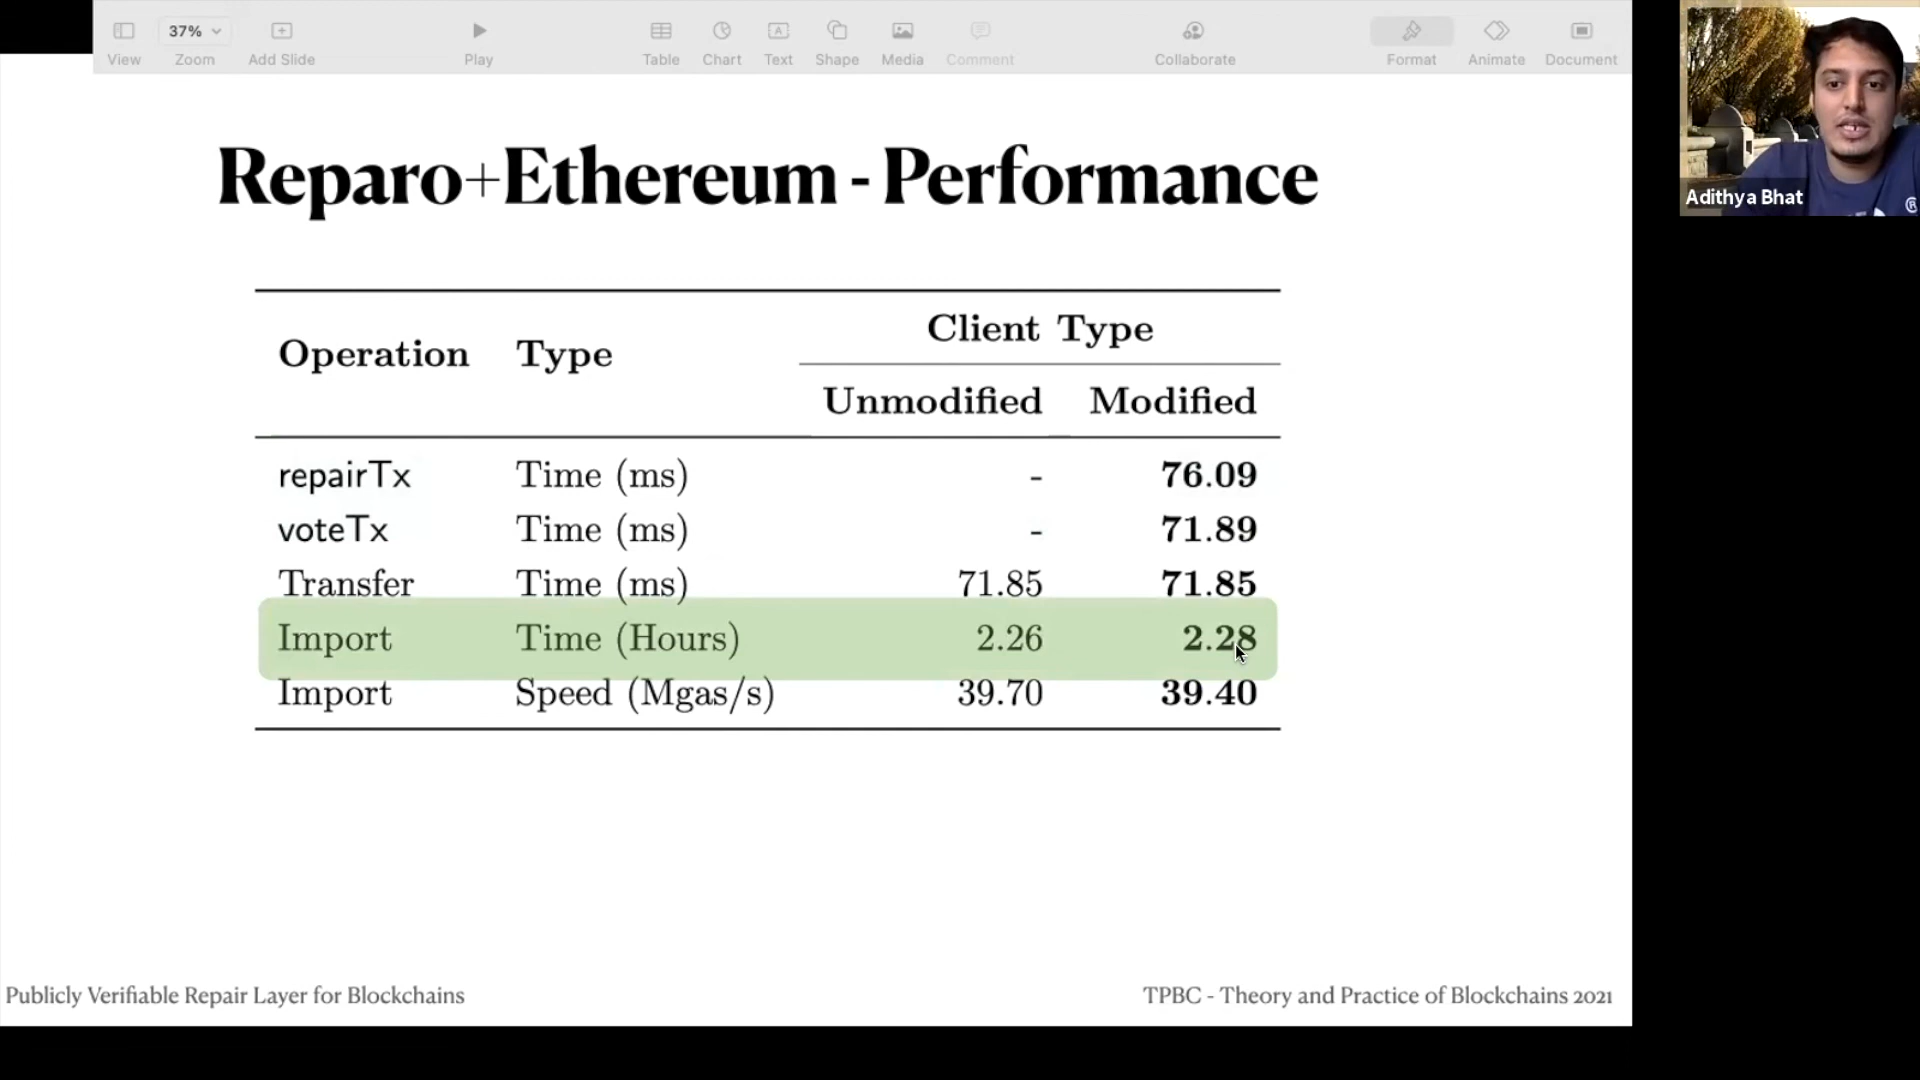 View
37%
Zoom
Add Slide
Play
Table
Chart
Text
Shape
Media
Comment
Collaborate
Format
Animate
Document
Adithya Bhat
Reparo+Ethereum - Performance
Operation Type Client Type
Unmodified Modified
repairTx Time (ms) - 76.09
voteTx Time (ms) - 71.89
Transfer Time (ms) 71.85 71.85
Import Time (Hours) 2.26 2.28
Import Speed (Mgas/s) 39.70 39.40
Publicly Verifiable Repair Layer for Blockchains
TPBC - Theory and Practice of Blockchains 2021